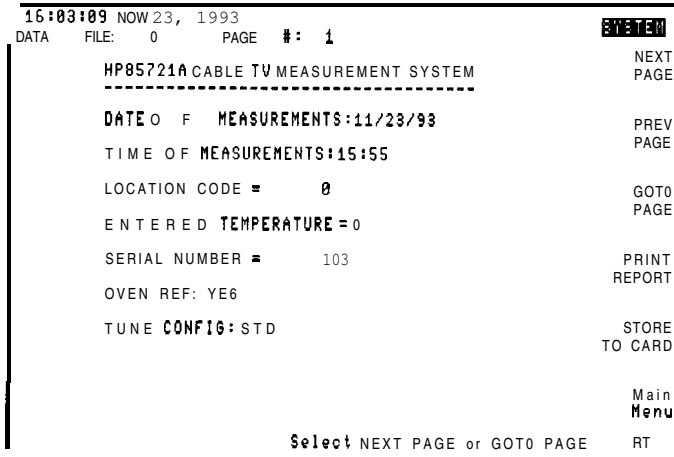 16:03:09 NOW 23, 1993
SYSTEM
DATA FILE: 0 PAGE #: 1
NEXT
PAGE
HP85721A CABLE TV MEASUREMENT SYSTEM
------------------------------------
DATE O F MEASUREMENTS:11/23/93
PREV
PAGE
TIME OF MEASUREMENTS:15:55
LOCATION CODE = 0
GOT0
PAGE
ENTERED TEMPERATURE = 0
SERIAL NUMBER = 103
PRINT
REPORT
OVEN REF: YE6
TUNE CONFIG: STD
STORE
TO CARD
Main
Menu
Select NEXT PAGE or GOT0 PAGE
RT